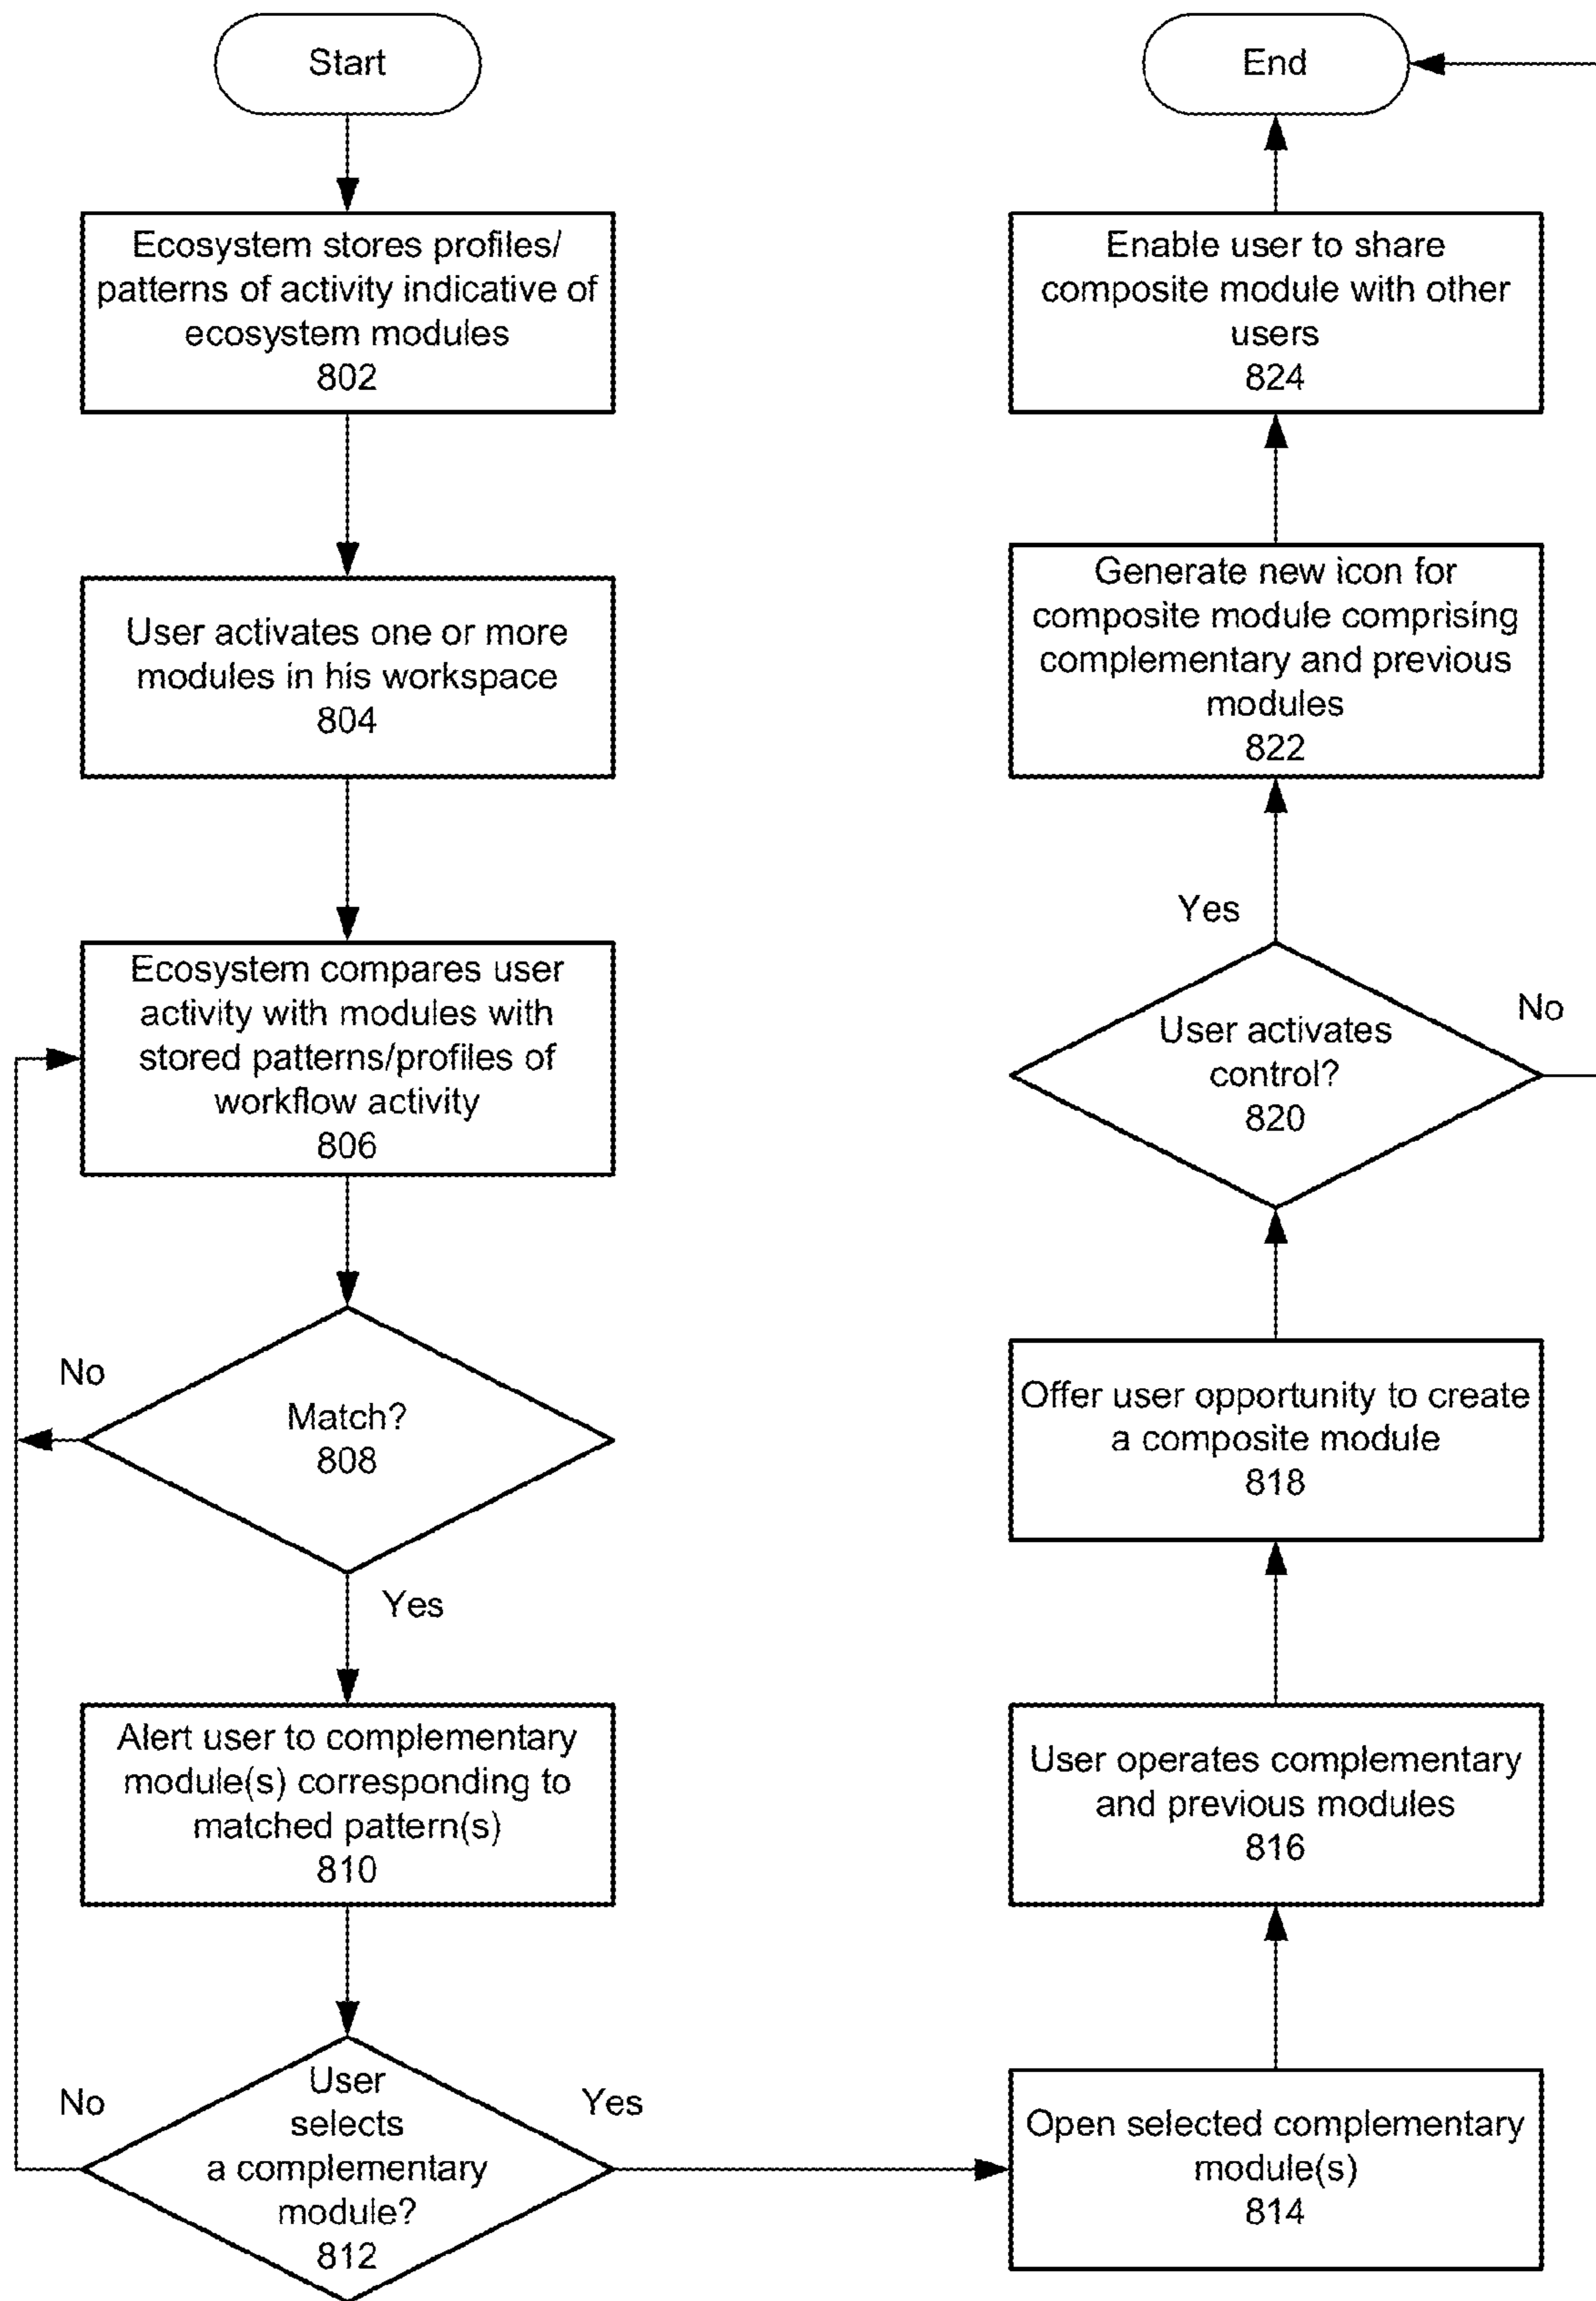 Start
Ecosystem stores profiles/
patterns of activity indicative of
ecosystem modules
802
User activates one or more
modules in his workspace
804
Ecosystem compares user
activity with modules with
stored patterns/profiles of
workflow activity
806
No
Match?
808
Yes
Alert user to complementary
module(s) corresponding to
matched pattern(s)
810
No
User
selects
a complementary
module?
812
Yes
Open selected complementary
module(s)
814
User operates complementary
and previous modules
816
Offer user opportunity to create
a composite module
818
User activates
control?
820
No
Yes
Generate new icon for
composite module comprising
complementary and previous
modules
822
Enable user to share
composite module with other
users
824
End